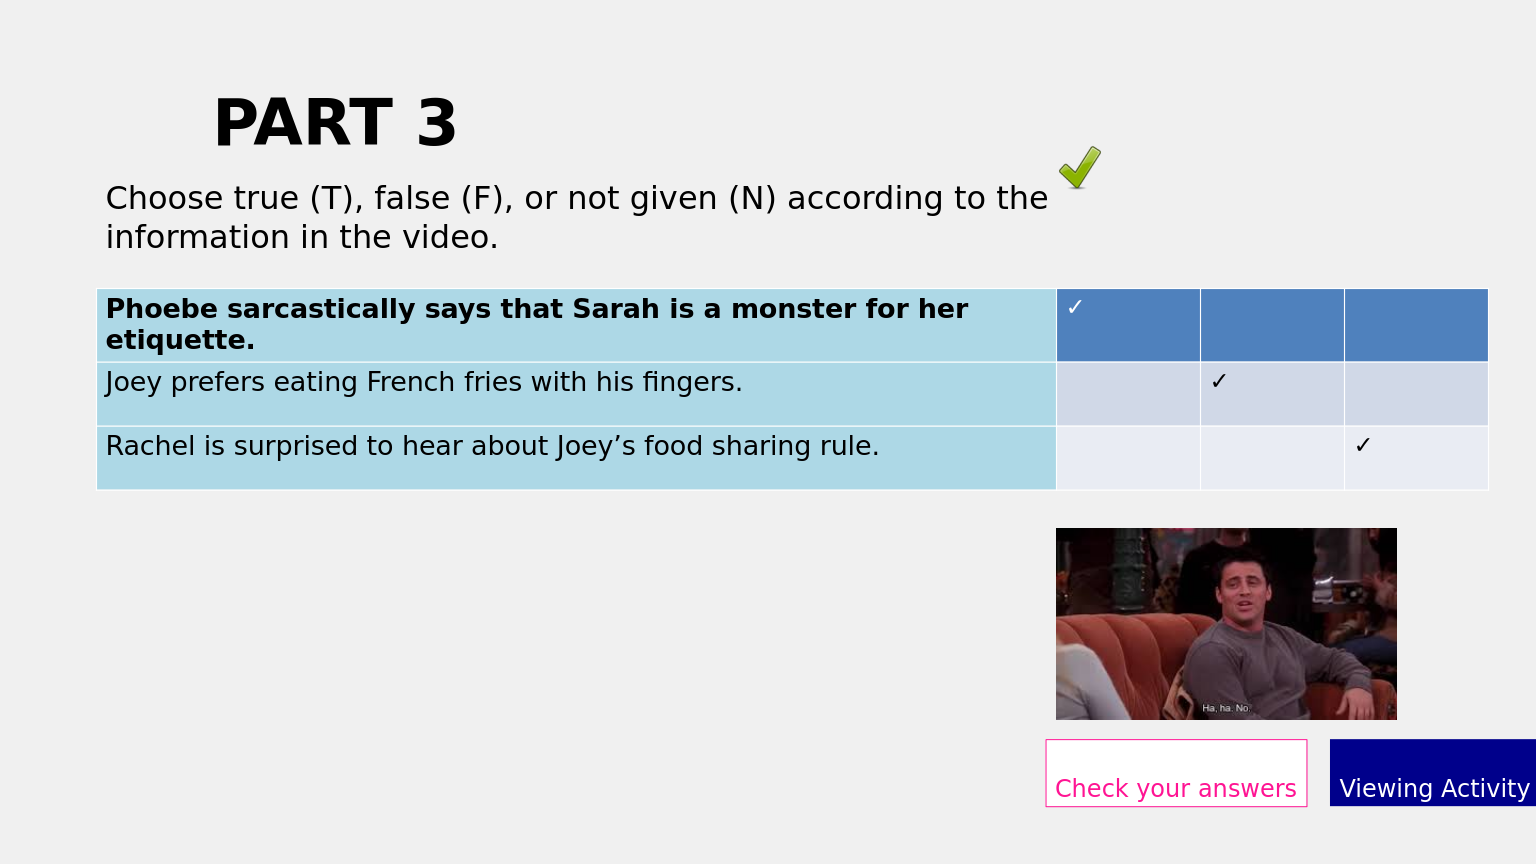 PART 3
Choose true (T), false (F), or not given (N) according to the
information in the video.
Phoebe sarcastically says that Sarah is a monster for her
etiquette.
✓
Joey prefers eating French fries with his fingers.
✓
Rachel is surprised to hear about Joey’s food sharing rule.
✓
Ha, ha. No.
Check your answers
Viewing Activity